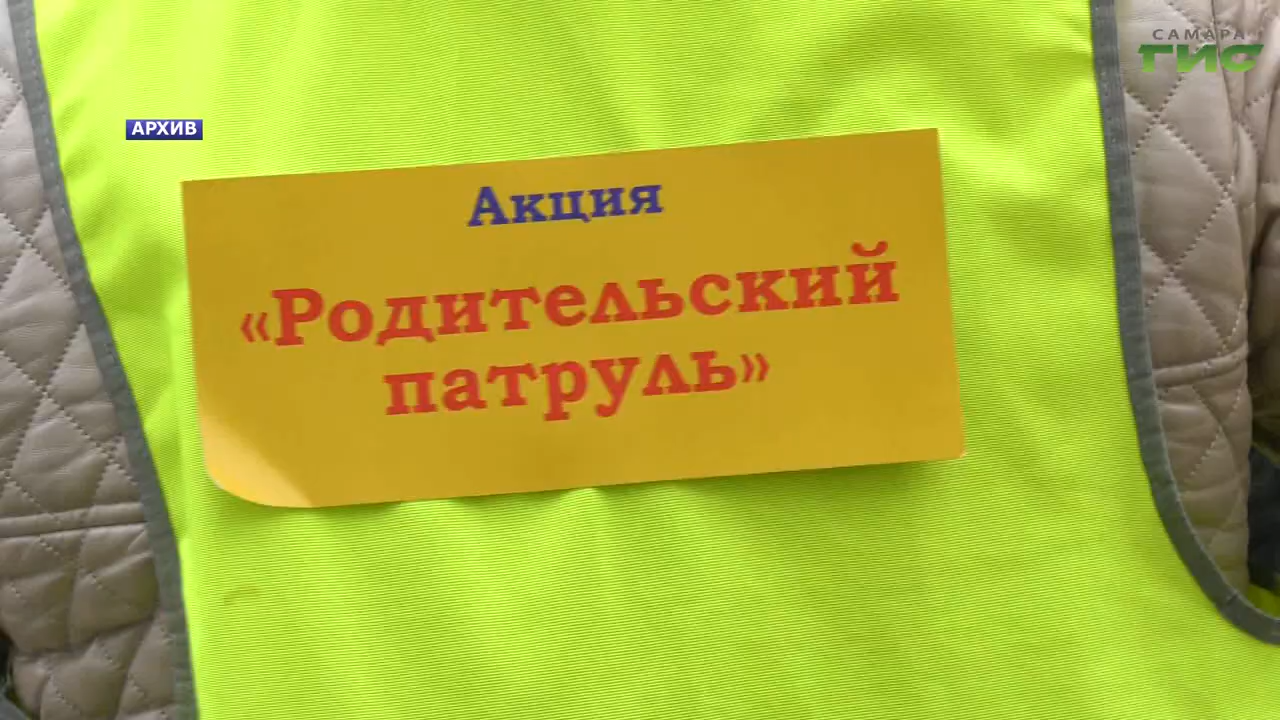 САМАРА
ГИС
АРХИВ
Акция
«Родительский
патруль»